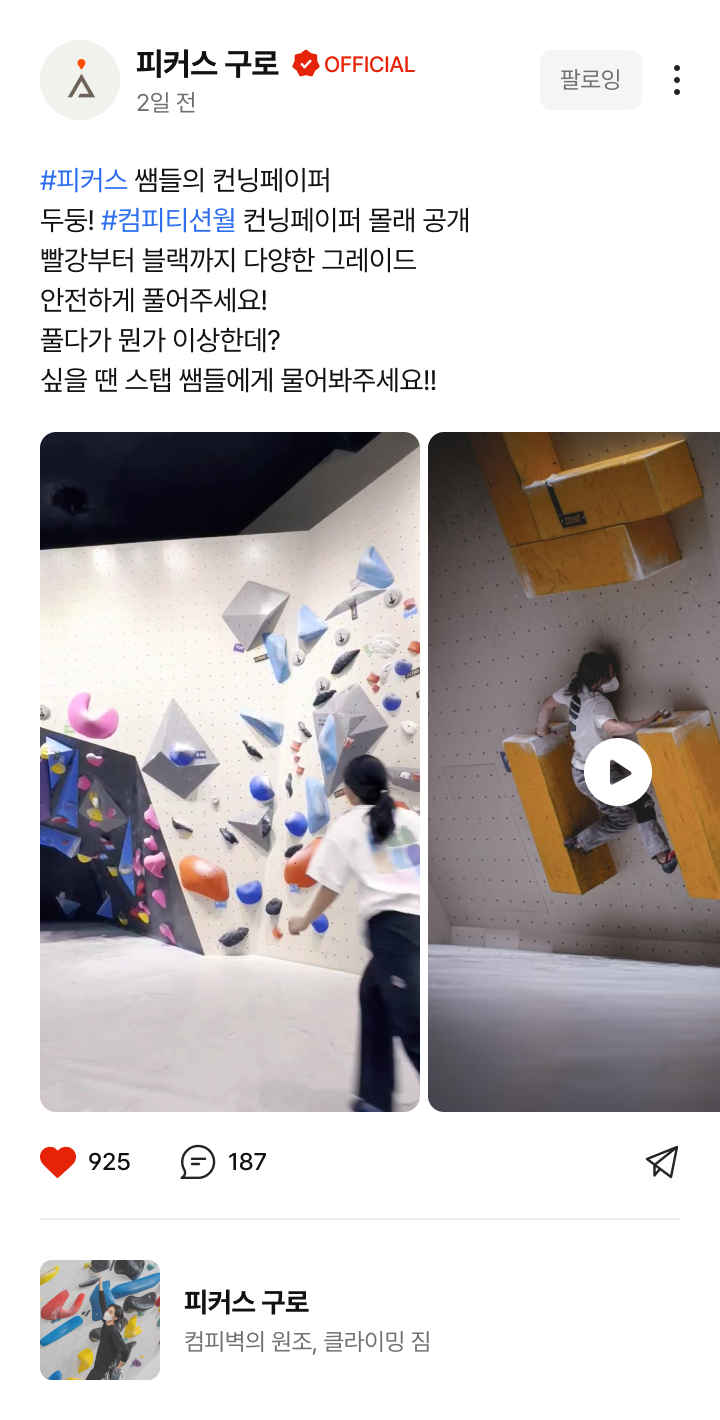 피커스 구로 OFFICIAL
2일 전
팔로잉
#피커스 쌤들의 컨닝페이퍼
두둥! #컴피티션월 컨닝페이퍼 몰래 공개
빨강부터 블랙까지 다양한 그레이드
안전하게 풀어주세요!
풀다가 뭔가 이상한데?
싶을 땐 스탭 쌤들에게 물어봐주세요!!
ZONE
925
187
피커스 구로
컴피벽의 원조, 클라이밍 짐